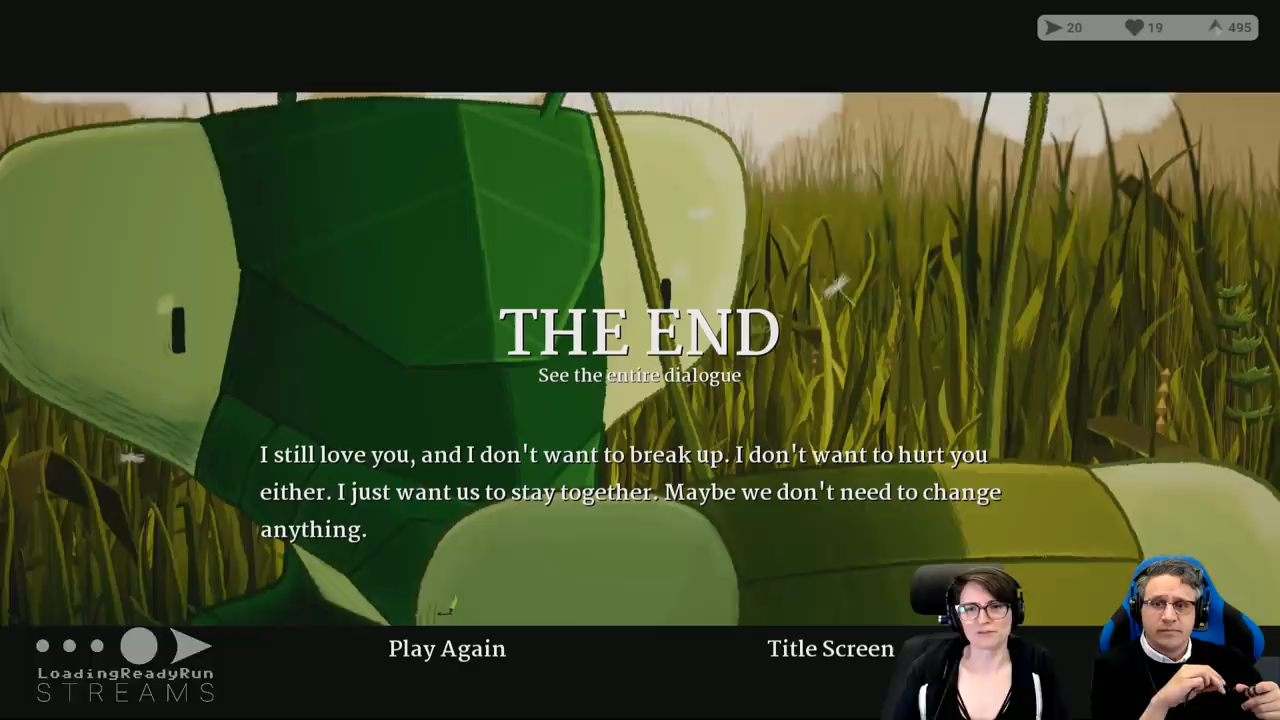 20 19 495
THE END
See the entire dialogue
I still love you, and I don't want to break up. I don't want to hurt you
either. I just want us to stay together. Maybe we don't need to change
anything.
Play Again Title Screen
LoadingReadyRun
STREAMS